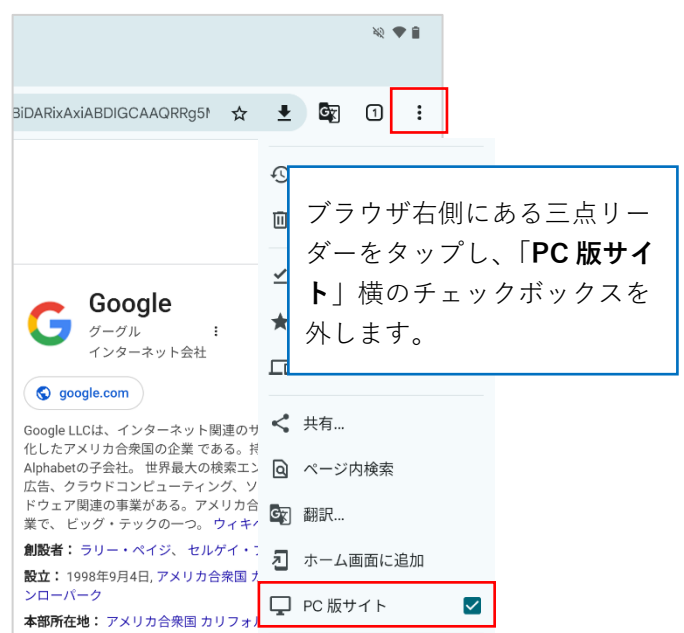 BiDARixAxiABDIGCAAQRRg5
1
ブラウザ右側にある三点リー
ダーをタップし、「PC 版サイ
ト」横のチェックボックスを
外します。
Google
グーグル
インターネット会社
google.com
Google LLCは、インターネット関連のサ
化したアメリカ合衆国の企業 である。持
Alphabetの子会社。 世界最大の検索エン
広告、クラウドコンピューティング、ソ
ドウェア関連の事業がある。アメリカ合
業で、 ビッグ・テックの一つ。 ウィキ
創設者： ラリー・ペイジ、 セルゲイ・
設立： 1998年9月4日, アメリカ合衆国 カ
ンローパーク
本部所在地： アメリカ合衆国 カリフォ
共有...
ページ内検索
翻訳...
ホーム画面に追加
PC 版サイト